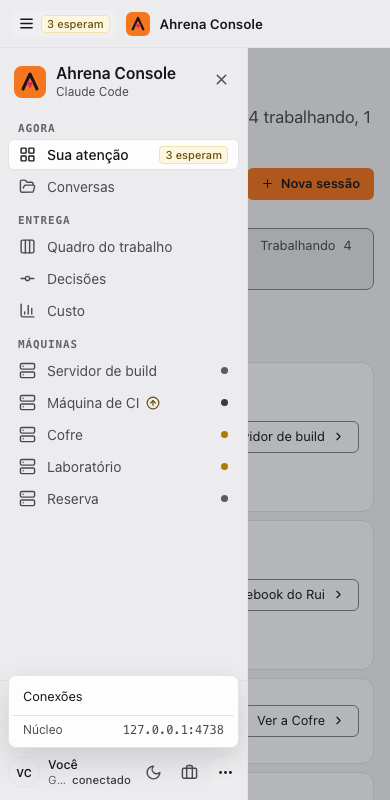 3 esperam
Ahrena Console
Ahrena Console
Claude Code
AGORA
Sua atenção 3 esperam
Conversas
ENTREGA
Quadro do trabalho
Decisões
Custo
MÁQUINAS
Servidor de build
Máquina de CI
Cofre
Laboratório
Reserva
Conexões
Núcleo 127.0.0.1:4738
VC
Você
G... conectado
4 trabalhando, 1
+ Nova sessão
Trabalhando 4
vidor de build
ebook do Rui
Ver a Cofre